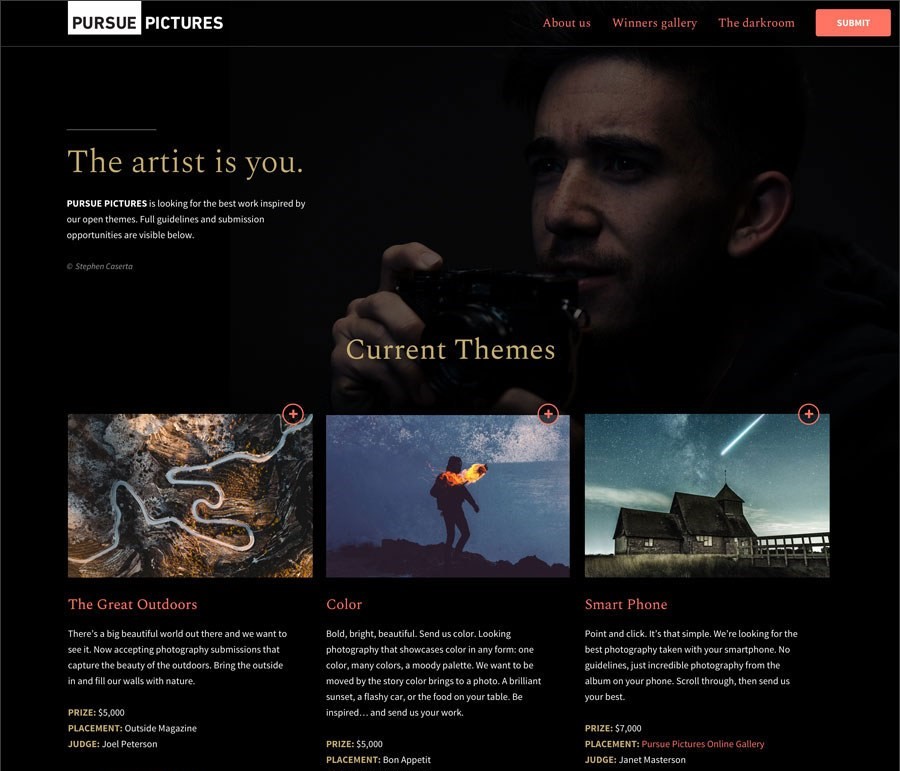 PURSUE PICTURES
About us
Winners gallery
The darkroom
SUBMIT
The artist is you.
PURSUE PICTURES is looking for the best work inspired by
our open themes. Full guidelines and submission
opportunities are visible below.
© Stephen Caserta
Current Themes
The Great Outdoors
There's a big beautiful world out there and we want to
see it. Now accepting photography submissions that
capture the beauty of the outdoors. Bring the outside
in and fill our walls with nature.
PRIZE: $5,000
PLACEMENT: Outside Magazine
JUDGE: Joel Peterson
Color
Bold, bright, beautiful. Send us color. Looking
photography that showcases color in any form: one
color, many colors, a moody palette. We want to be
moved by the story color brings to a photo. A brilliant
sunset, a flashy car, or the food on your table. Be
inspired… and send us your work.
PRIZE: $5,000
PLACEMENT: Bon Appetit
Smart Phone
Point and click. It's that simple. We're looking for the
best photography taken with your smartphone. No
guidelines, just incredible photography from the
album on your phone. Scroll through, then send us
your best.
PRIZE: $7,000
PLACEMENT: Pursue Pictures Online Gallery
JUDGE: Janet Masterson